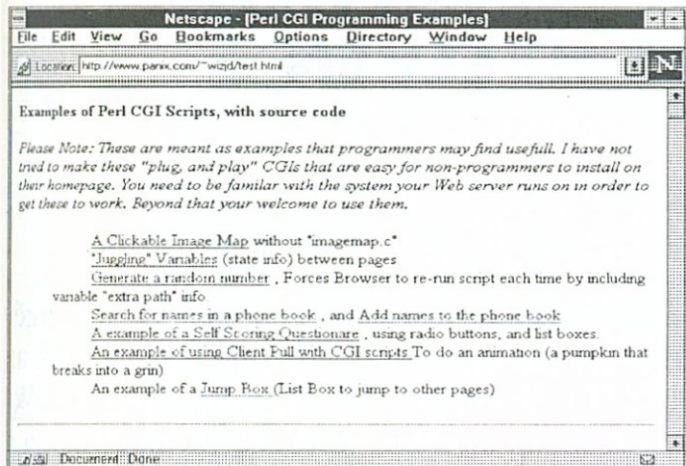 Netscape - [Perl CGI Programming Examples]
File Edit View Go Bookmarks Options Directory Window Help
Location: http://www.panix.com/~wizjd/test.html
Examples of Perl CGI Scripts, with source code
Please Note: These are meant as examples that programmers may find usefull. I have not
tried to make these "plug, and play" CGIs that are easy for non-programmers to install on
their homepage. You need to be familar with the system your Web server runs on in order to
get these to work. Beyond that your welcome to use them.
A Clickable Image Map without "imagemap.c"
"Juggling" Variables (state info) between pages
Generate a random number , Forces Browser to re-run script each time by including
variable "extra path" info
Search for names in a phone book , and Add names to the phone book
A example of a Self Scoring Questionare , using radio buttons, and list boxes.
An example of using Client Pull with CGI scripts To do an animation (a pumpkin that
breaks into a grin)
An example of a Jump Box (List Box to jump to other pages)
Document: Done